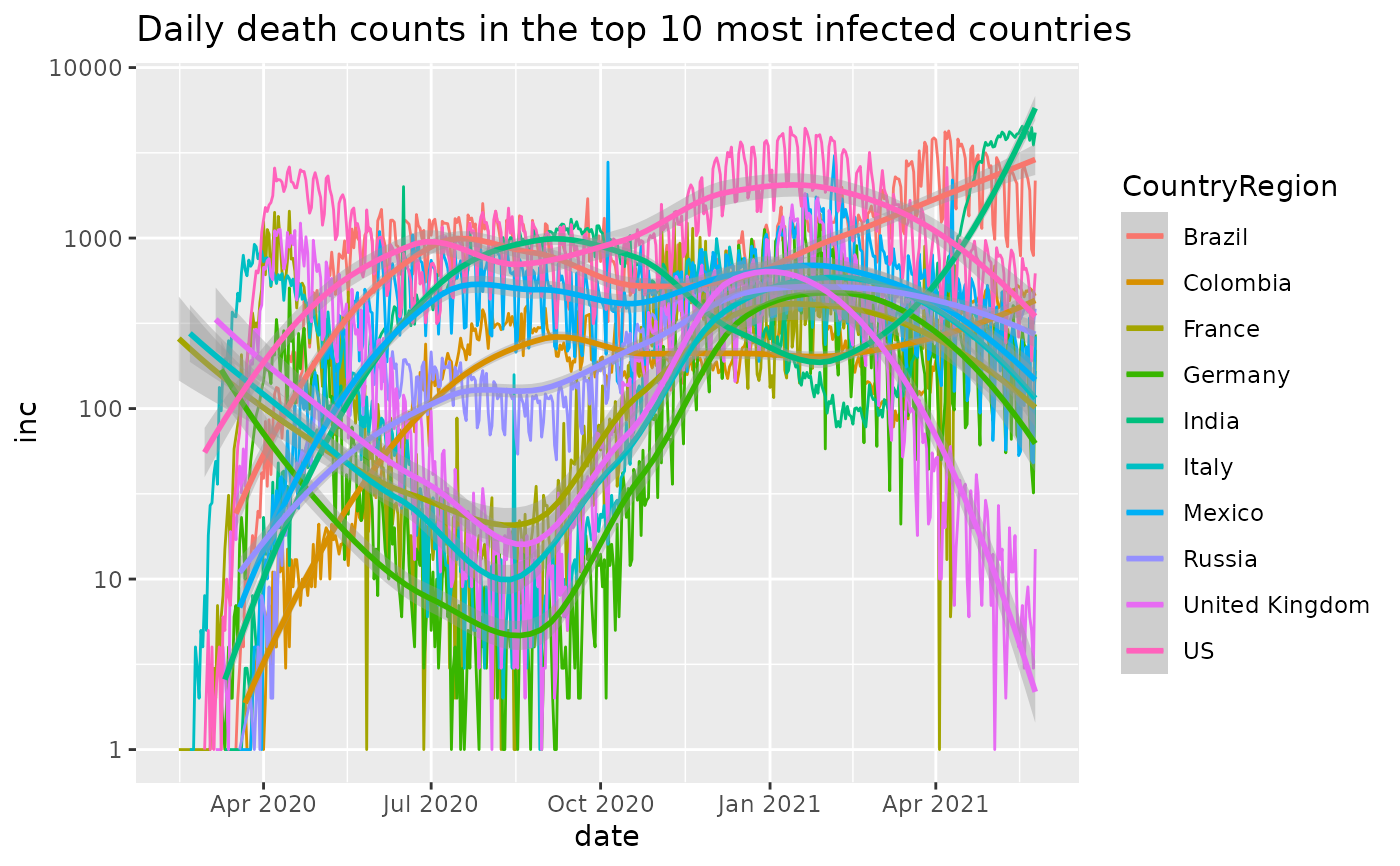 Daily death counts in the top 10 most infected countries
10000
1000
100
10
1
inc
Apr 2020 Jul 2020 Oct 2020 Jan 2021 Apr 2021
date
CountryRegion
Brazil
Colombia
France
Germany
India
Italy
Mexico
Russia
United Kingdom
US